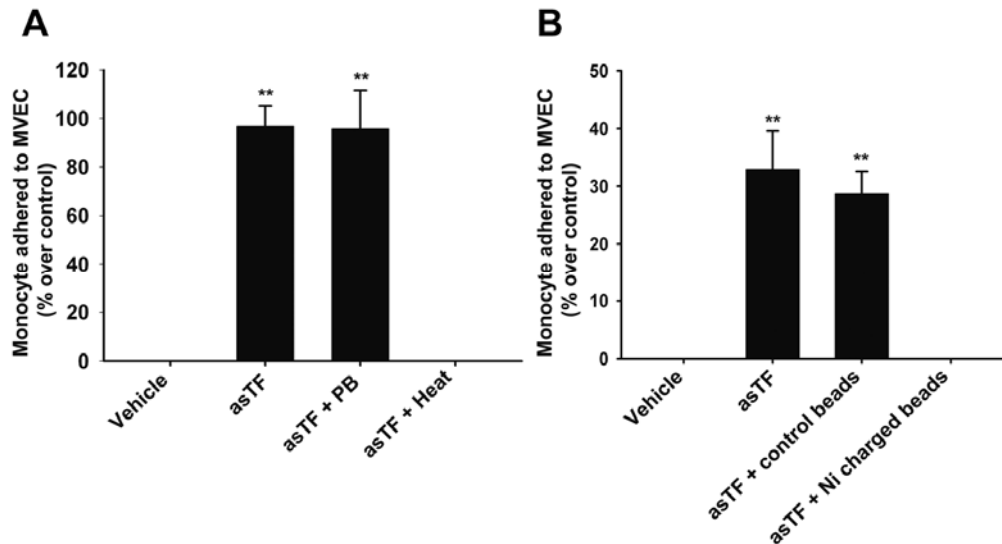 A
Monocyte adhered to MVEC
(% over control)
120
100
80
60
40
20
0
**
**
Vehicle
asTF
asTF + PB
asTF + Heat
B
Monocyte adhered to MVEC
(% over control)
50
40
30
20
10
0
**
**
Vehicle
asTF
asTF + control beads
asTF + Ni charged beads